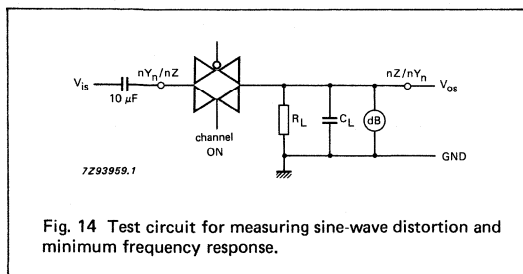 V_is
10 μF
nY_n/nZ
channel
ON
R_L
C_L
dB
nZ/nY_n
V_os
GND
7Z93959.1
Fig. 14 Test circuit for measuring sine-wave distortion and
minimum frequency response.